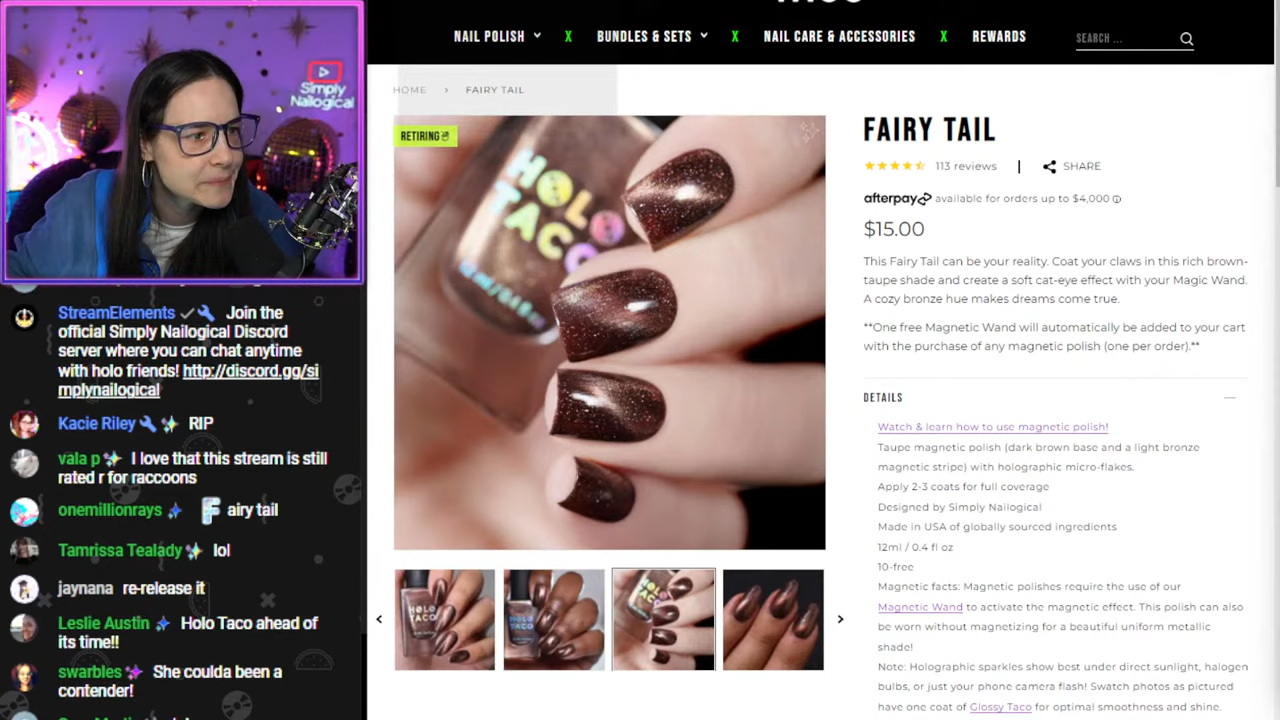 NAIL POLISH X BUNDLES & SETS X NAIL CARE & ACCESSORIES X REWARDS SEARCH ...
Simply
Nailogical
HOME › FAIRY TAIL
RETIRING
HOLO
TACO
FAIRY TAIL
113 reviews | SHARE
afterpay available for orders up to $4,000
$15.00
This Fairy Tail can be your reality. Coat your claws in this rich brown-
taupe shade and create a soft cat-eye effect with your Magic Wand.
A cozy bronze hue makes dreams come true.
**One free Magnetic Wand will automatically be added to your cart
with the purchase of any magnetic polish (one per order).**
DETAILS
Watch & learn how to use magnetic polish!
Taupe magnetic polish (dark brown base and a light bronze
magnetic stripe) with holographic micro-flakes.
Apply 2-3 coats for full coverage
Designed by Simply Nailogical
Made in USA of globally sourced ingredients
12ml / 0.4 fl oz
10-free
Magnetic facts: Magnetic polishes require the use of our
Magnetic Wand to activate the magnetic effect. This polish can also
be worn without magnetizing for a beautiful uniform metallic
shade!
Note: Holographic sparkles show best under direct sunlight, halogen
bulbs, or just your phone camera flash! Swatch photos as pictured
have one coat of Glossy Taco for optimal smoothness and shine.
StreamElements Join the
official Simply Nailogical Discord
server where you can chat anytime
with holo friends! http://discord.gg/si
mplynailogical
Kacie Riley RIP
vala p I love that this stream is still
rated r for raccoons
onemillionrays F airy tail
Tamrissa Tealady lol
jaynana re-release it
Leslie Austin Holo Taco ahead of
its time!!
swarbles She coulda been a
contender!
HOLO
TACO
HOLO
TACO